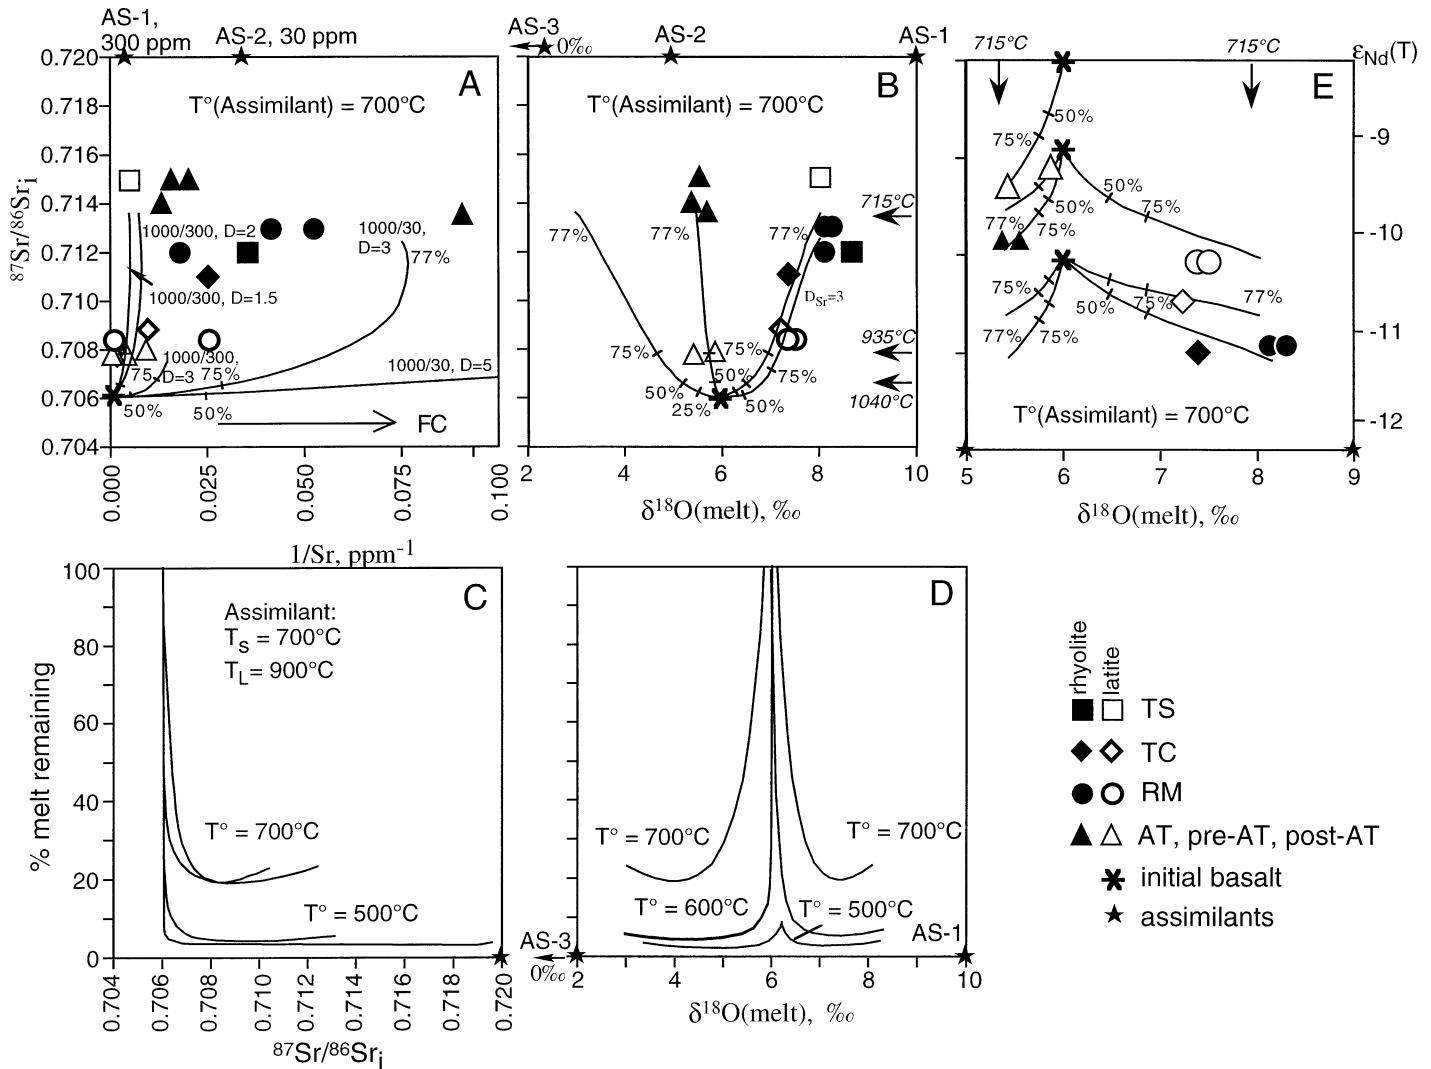 AS-1,
300 ppm
AS-2, 30 ppm
0.720
0.718
0.716
0.714
0.712
0.710
0.708
0.706
0.704
87Sr/86Sri
A
T°(Assimilant) = 700°C
1000/300, D=2
1000/30,
D=3
77%
1000/300, D=1.5
1000/300,
D=3
75
75%
1000/30, D=5
50%
50%
FC
0.000
0.025
0.050
0.075
0.100
1/Sr, ppm-1
AS-3
0‰
AS-2
AS-1
B
T°(Assimilant) = 700°C
77%
77%
77%
DSr=3
75%
75%
75%
50%
50%
50%
25%
715°C
935°C
1040°C
2
4
6
8
10
δ18O(melt), ‰
715°C
715°C
εNd(T)
E
50%
75%
50%
75%
50%
77%
75%
75%
77%
75%
50%
75%
77%
-9
-10
-11
-12
T°(Assimilant) = 700°C
5
6
7
8
9
δ18O(melt), ‰
C
Assimilant:
TS = 700°C
TL= 900°C
T° = 700°C
T° = 500°C
100
80
60
40
20
0
% melt remaining
0.704
0.706
0.708
0.710
0.712
0.714
0.716
0.718
0.720
87Sr/86Sri
D
T° = 700°C
T° = 700°C
T° = 600°C
T° = 500°C
AS-3
0‰
AS-1
2
4
6
8
10
δ18O(melt), ‰
rhyolite
latite
TS
TC
RM
AT, pre-AT, post-AT
initial basalt
assimilants